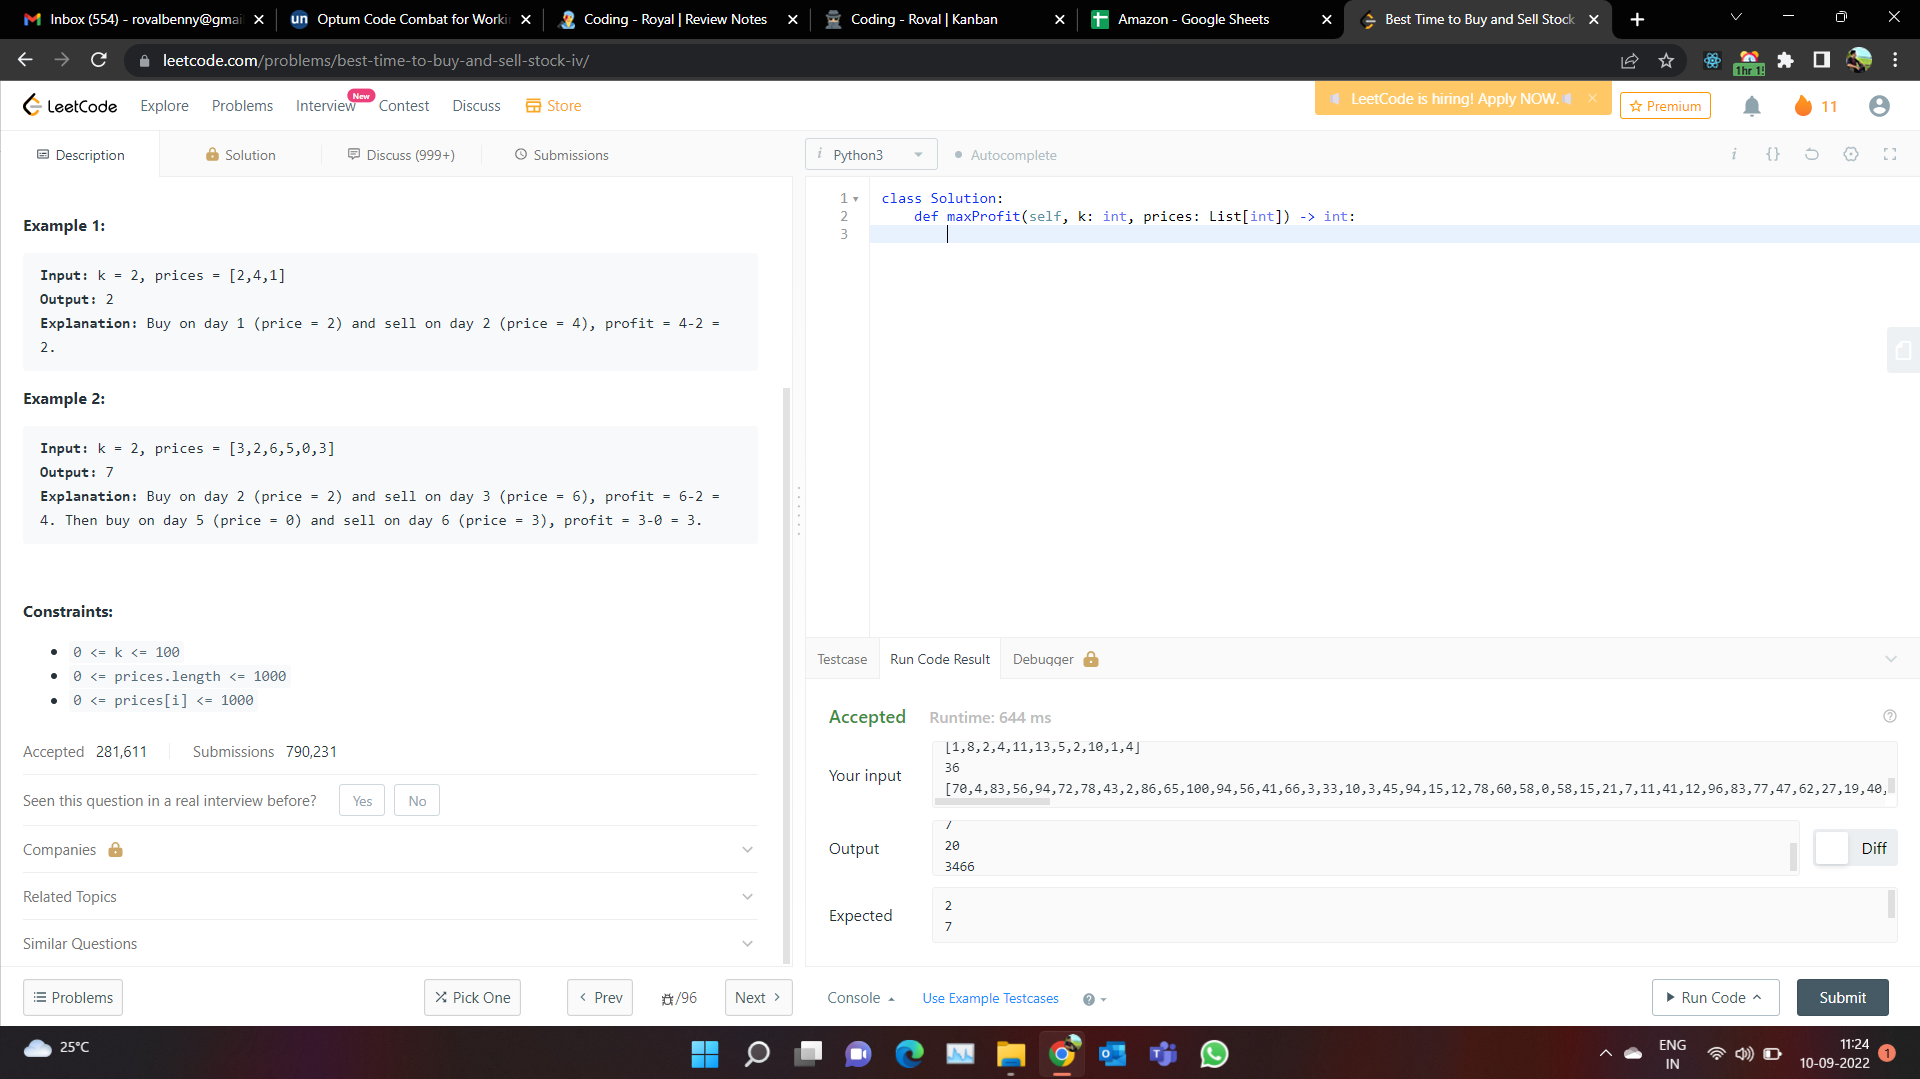 Inbox (554) - rovalbenny@gmai
Optum Code Combat for Workin
Coding - Royal | Review Notes
Coding - Roval | Kanban
Amazon - Google Sheets
Best Time to Buy and Sell Stock
leetcode.com/problems/best-time-to-buy-and-sell-stock-iv/
1hr 1!
LeetCode
Explore
Problems
Interview
New
Contest
Discuss
Store
LeetCode is hiring! Apply NOW.
Premium
11
Description
Solution
Discuss (999+)
Submissions
Python3
Autocomplete
Example 1:
Input: k = 2, prices = [2,4,1]
Output: 2
Explanation: Buy on day 1 (price = 2) and sell on day 2 (price = 4), profit = 4-2 =
2.
Example 2:
Input: k = 2, prices = [3,2,6,5,0,3]
Output: 7
Explanation: Buy on day 2 (price = 2) and sell on day 3 (price = 6), profit = 6-2 =
4. Then buy on day 5 (price = 0) and sell on day 6 (price = 3), profit = 3-0 = 3.
Constraints:
0 <= k <= 100
0 <= prices.length <= 1000
0 <= prices[i] <= 1000
Accepted 281,611 Submissions 790,231
Seen this question in a real interview before? Yes No
Companies
Related Topics
Similar Questions
Problems
Pick One
Prev
/96
Next
1 class Solution:
2 def maxProfit(self, k: int, prices: List[int]) -> int:
3
Testcase
Run Code Result
Debugger
Accepted Runtime: 644 ms
Your input
[1,8,2,4,11,13,5,2,10,1,4]
36
[70,4,83,56,94,72,78,43,2,86,65,100,94,56,41,66,3,33,10,3,45,94,15,12,78,60,58,0,58,15,21,7,11,41,12,96,83,77,47,62,27,19,40,
Output
7
20
3466
Diff
Expected
2
7
Console
Use Example Testcases
Run Code
Submit
25°C
ENG
IN
11:24
10-09-2022
1